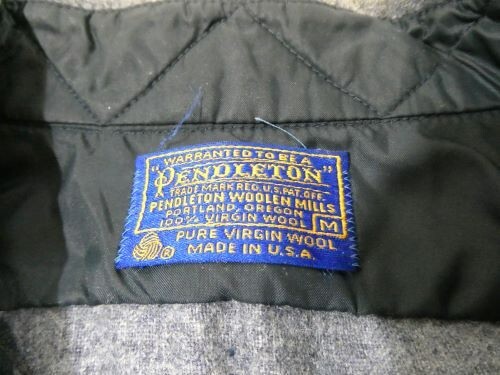 WARRANTED TO BE A
"PENDLETON"
TRADE MARK REG. U.S. PAT. OFF.
PENDLETON WOOLEN MILLS
PORTLAND, OREGON
100% VIRGIN WOOL M
PURE VIRGIN WOOL
® MADE IN U.S.A.